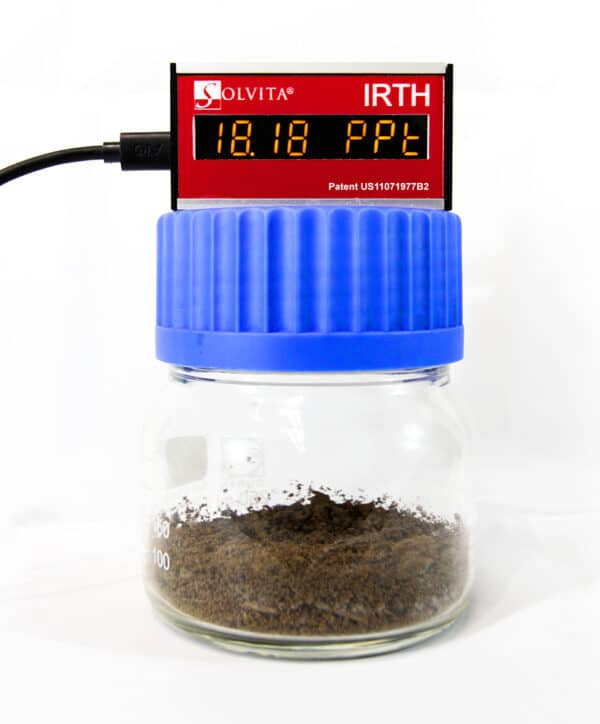 SOLVITA®
IRTH
18.18 PPt
Patent US11071977B2
100